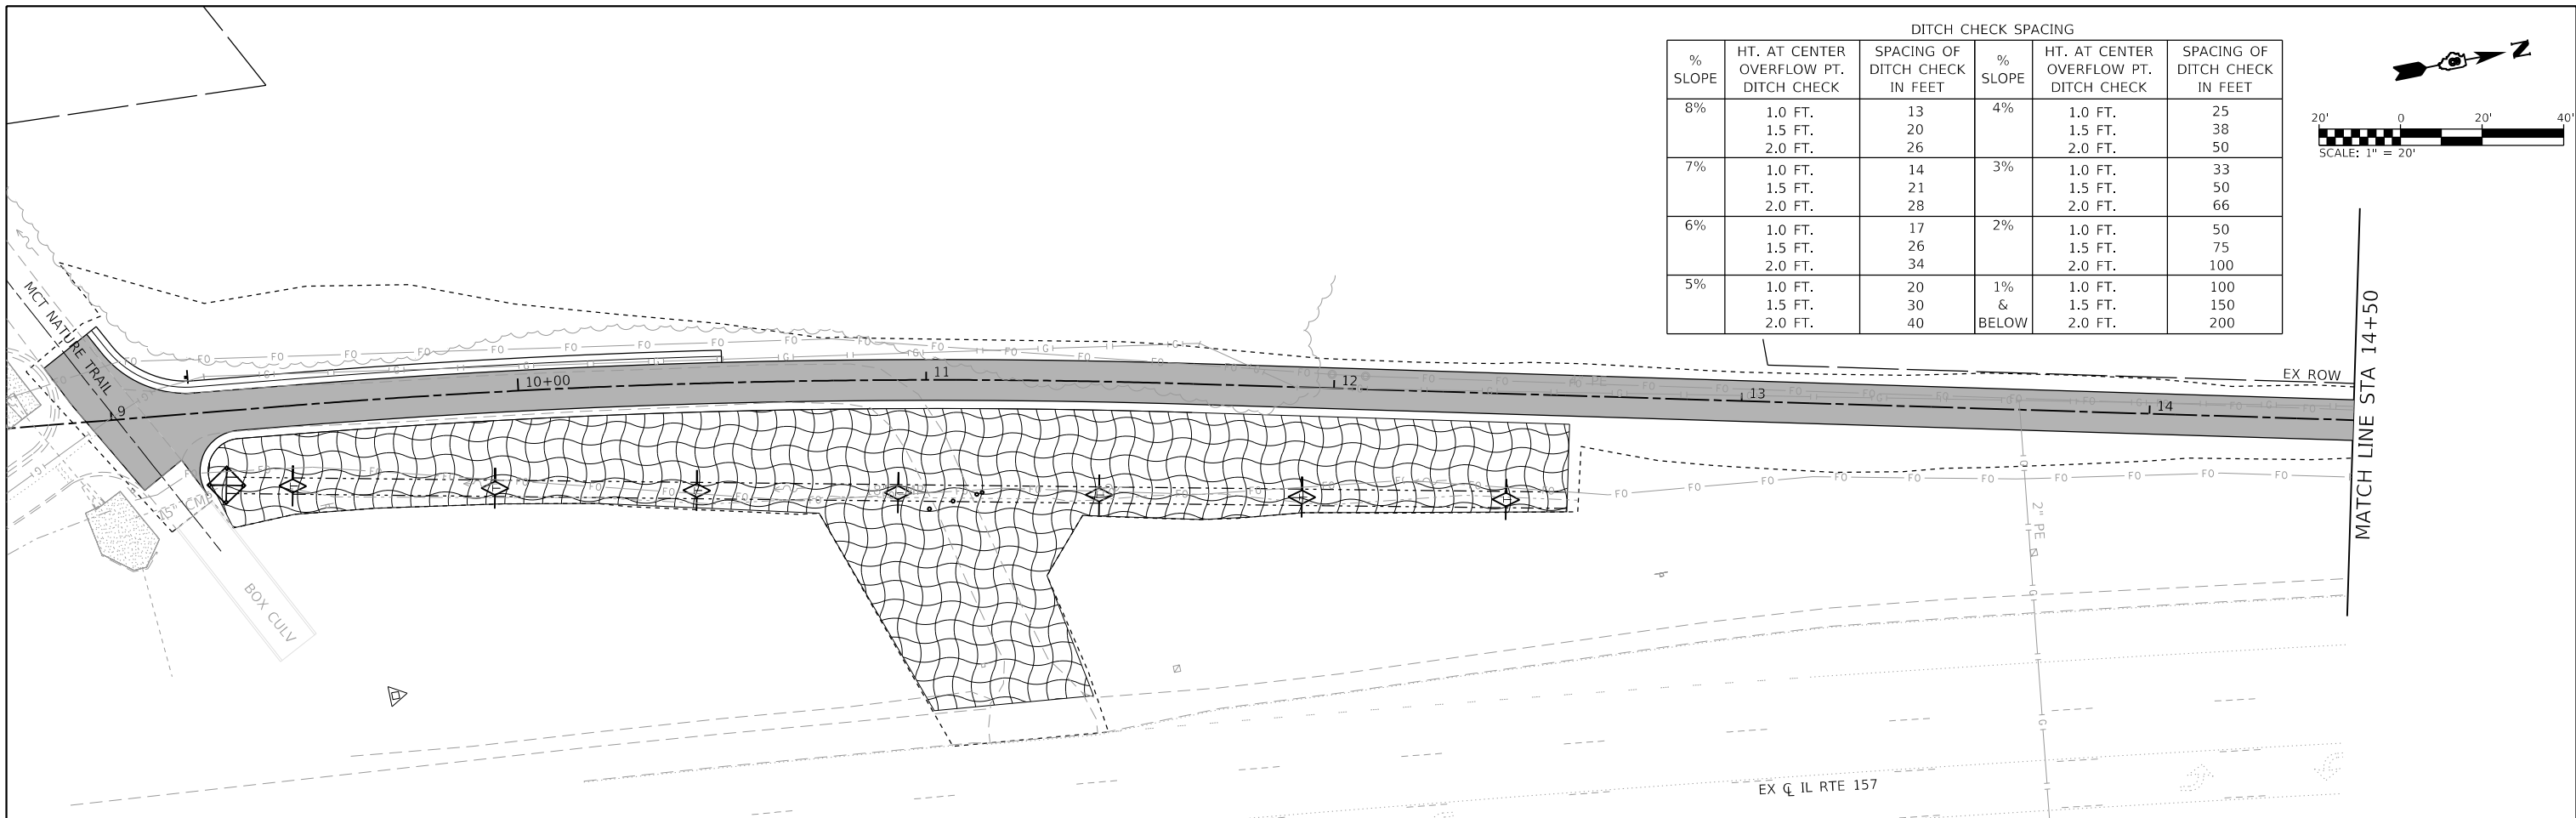 DITCH CHECK SPACING
% SLOPE | HT. AT CENTER OVERFLOW PT. DITCH CHECK | SPACING OF DITCH CHECK IN FEET | % SLOPE | HT. AT CENTER OVERFLOW PT. DITCH CHECK | SPACING OF DITCH CHECK IN FEET
8% 1.0 FT. 13 4% 1.0 FT. 25
1.5 FT. 20 1.5 FT. 38
2.0 FT. 26 2.0 FT. 50
7% 1.0 FT. 14 3% 1.0 FT. 33
1.5 FT. 21 1.5 FT. 50
2.0 FT. 28 2.0 FT. 66
6% 1.0 FT. 17 2% 1.0 FT. 50
1.5 FT. 26 1.5 FT. 75
2.0 FT. 34 2.0 FT. 100
5% 1.0 FT. 20 1% 1.0 FT. 100
1.5 FT. 30 & 1.5 FT. 150
2.0 FT. 40 BELOW 2.0 FT. 200
N
20' 0 20' 40'
SCALE: 1" = 20'
MCT NATURE TRAIL
9
10+00
11
12
13
14
EX ROW
MATCH LINE STA 14+50
FO FO FO FO FO FO FO FO
2" PE
BOX CULV
EX ℄ IL RTE 157